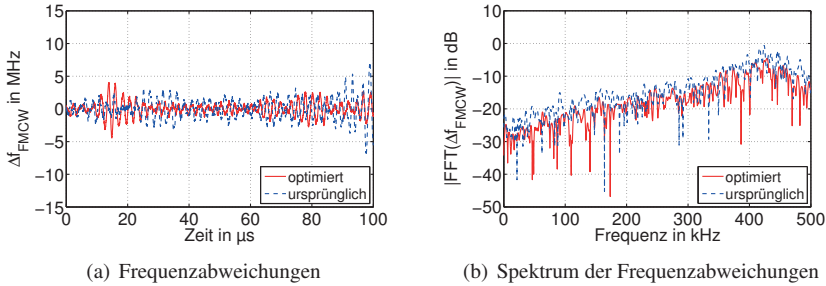 15
10
5
0
−5
−10
−15
0 20 40 60 80 100
Δf_FMCW in MHz
Zeit in µs
optimiert
ursprünglich
(a) Frequenzabweichungen
10
0
−10
−20
−30
−40
−50
0 100 200 300 400 500
|FFT(Δf_FMCW)| in dB
Frequenz in kHz
optimiert
ursprünglich
(b) Spektrum der Frequenzabweichungen